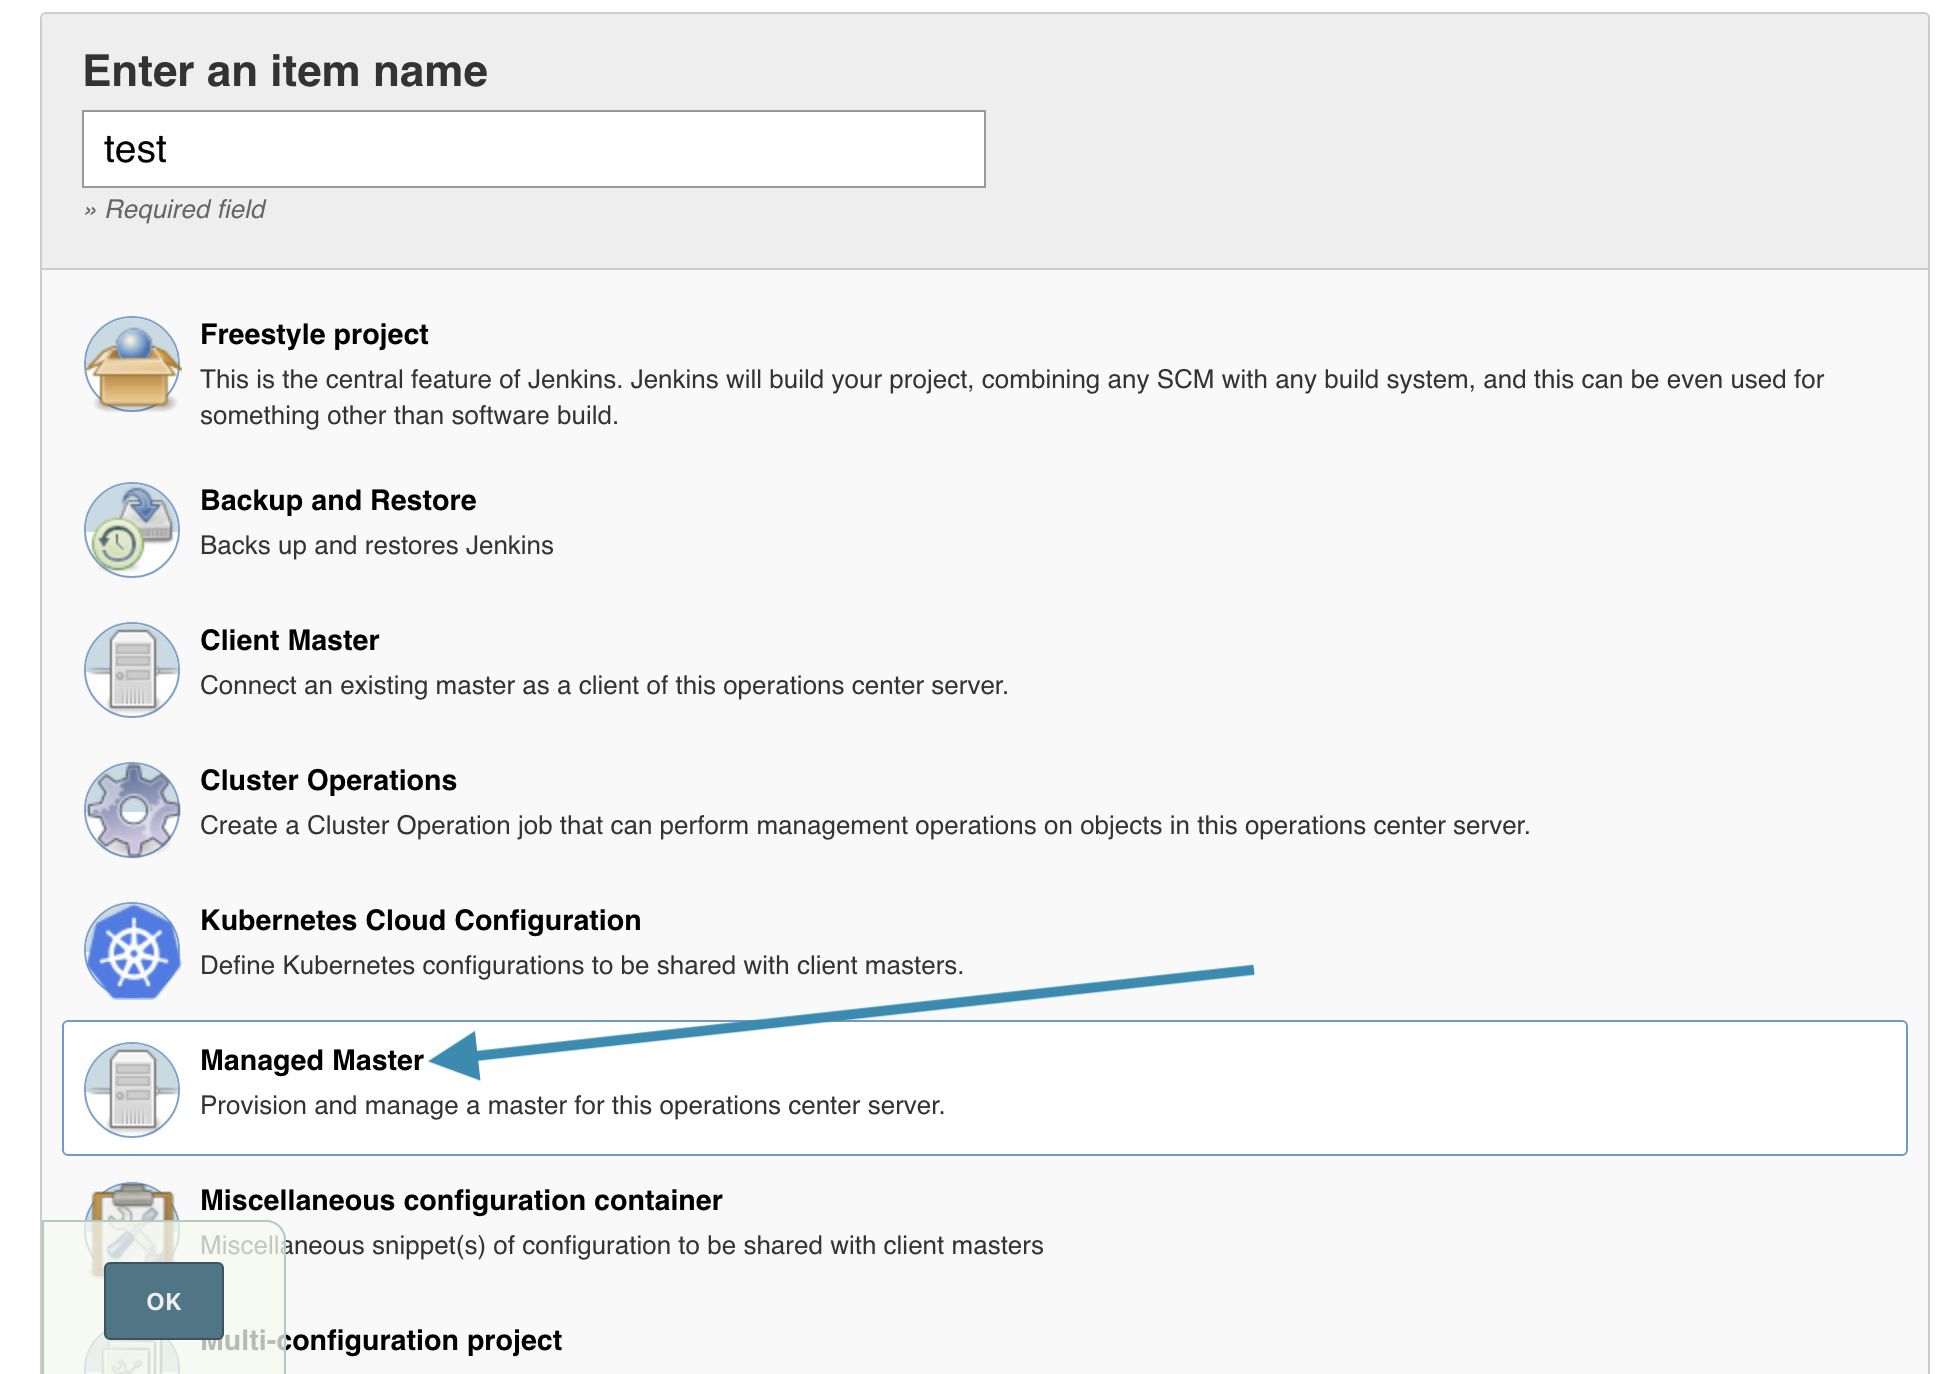 Enter an item name
test
» Required field
Freestyle project
This is the central feature of Jenkins. Jenkins will build your project, combining any SCM with any build system, and this can be even used for
something other than software build.
Backup and Restore
Backs up and restores Jenkins
Client Master
Connect an existing master as a client of this operations center server.
Cluster Operations
Create a Cluster Operation job that can perform management operations on objects in this operations center server.
Kubernetes Cloud Configuration
Define Kubernetes configurations to be shared with client masters.
Managed Master
Provision and manage a master for this operations center server.
Miscellaneous configuration container
Miscellaneous snippet(s) of configuration to be shared with client masters
OK
Multi-configuration project